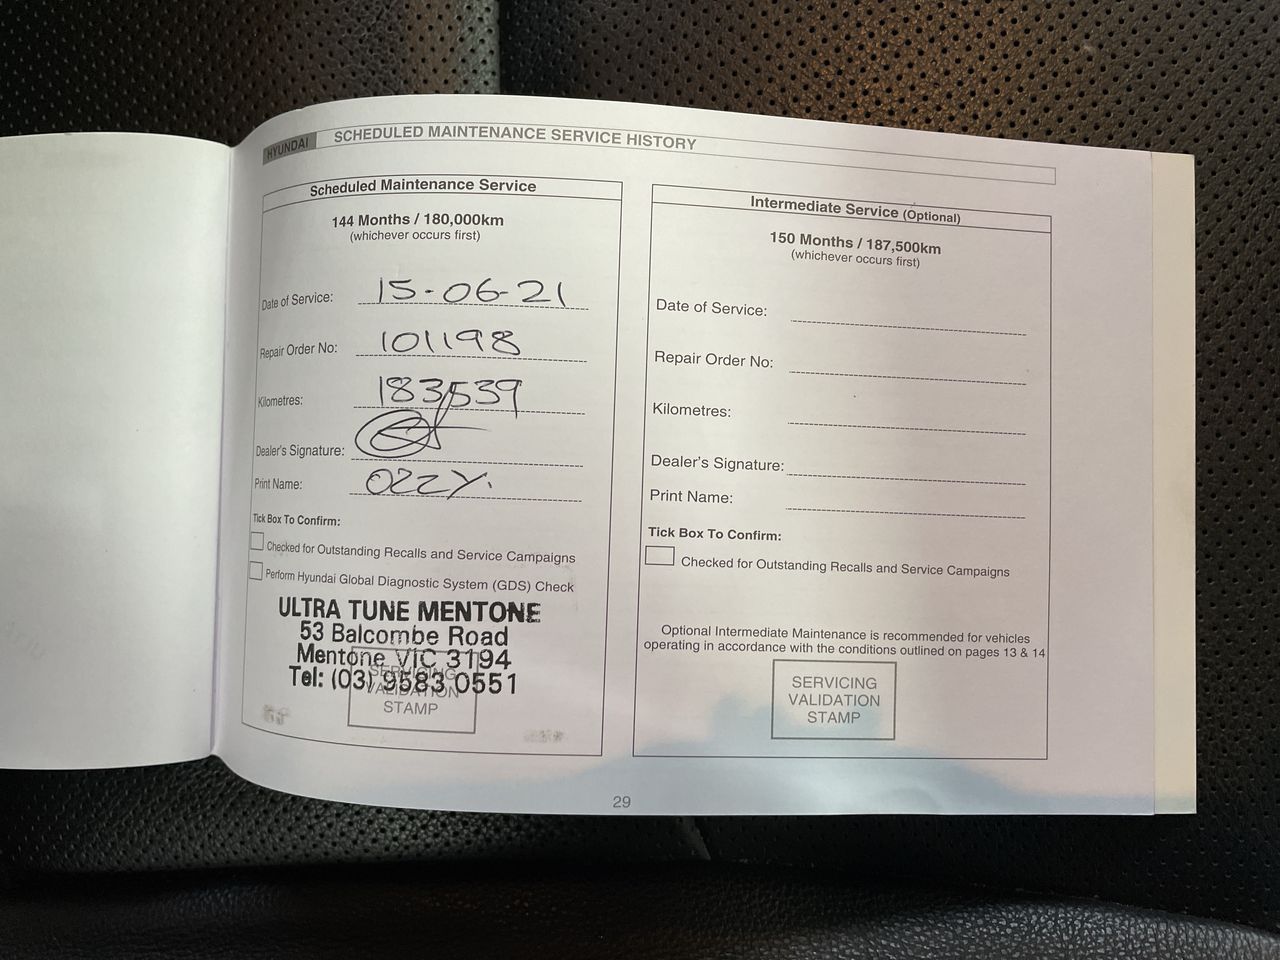 HYUNDAI SCHEDULED MAINTENANCE SERVICE HISTORY
Scheduled Maintenance Service
144 Months / 180,000km
(whichever occurs first)
Date of Service: 15-06-21
Repair Order No: 101198
Kilometres: 183539
Dealer's Signature:
Print Name: OZZY.
Tick Box To Confirm:
Checked for Outstanding Recalls and Service Campaigns
Perform Hyundai Global Diagnostic System (GDS) Check
ULTRA TUNE MENTONE
53 Balcombe Road
Mentone VIC 3194
Tel: (03) 9583 0551
SERVICING
VALIDATION
STAMP
Intermediate Service (Optional)
150 Months / 187,500km
(whichever occurs first)
Date of Service:
Repair Order No:
Kilometres:
Dealer's Signature:
Print Name:
Tick Box To Confirm:
Checked for Outstanding Recalls and Service Campaigns
Optional Intermediate Maintenance is recommended for vehicles
operating in accordance with the conditions outlined on pages 13 & 14
SERVICING
VALIDATION
STAMP
29